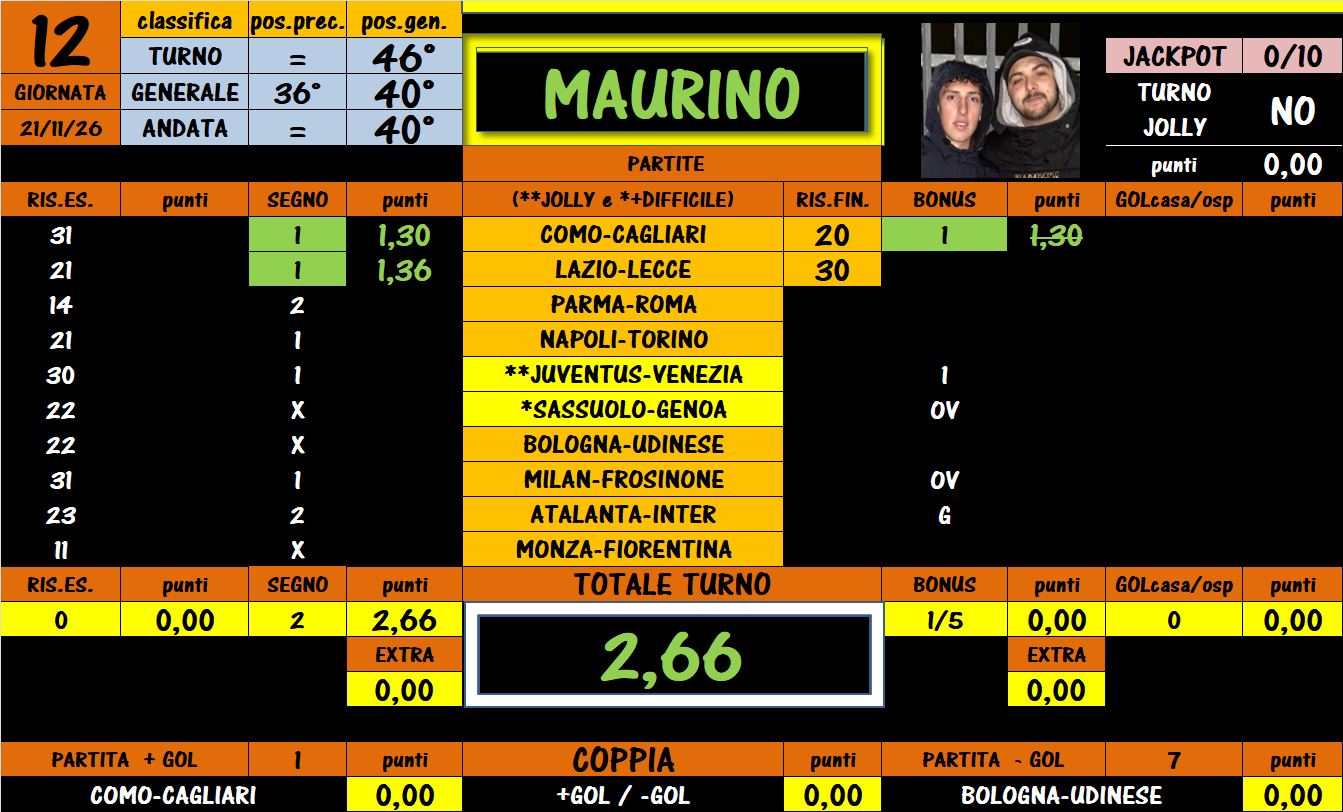 12 classifica pos.prec. pos.gen.
TURNO = 46°
MAURINO
JACKPOT 0/10
GIORNATA GENERALE 36° 40°
TURNO JOLLY NO
21/11/26 ANDATA = 40°
PARTITE
punti 0,00
RIS.ES. punti SEGNO punti (**JOLLY e *+DIFFICILE) RIS.FIN. BONUS punti GOLcasa/osp punti
31 1 1,30 COMO-CAGLIARI 20 1 1,30
21 1 1,36 LAZIO-LECCE 30
14 2 PARMA-ROMA
21 1 NAPOLI-TORINO
30 1 **JUVENTUS-VENEZIA 1
22 X *SASSUOLO-GENOA OV
22 X BOLOGNA-UDINESE
31 1 MILAN-FROSINONE OV
23 2 ATALANTA-INTER G
11 X MONZA-FIORENTINA
RIS.ES. punti SEGNO punti TOTALE TURNO BONUS punti GOLcasa/osp punti
0 0,00 2 2,66 2,66 1/5 0,00 0 0,00
EXTRA EXTRA
0,00 0,00
PARTITA + GOL 1 punti COPPIA punti PARTITA - GOL 7 punti
COMO-CAGLIARI 0,00 +GOL / -GOL 0,00 BOLOGNA-UDINESE 0,00